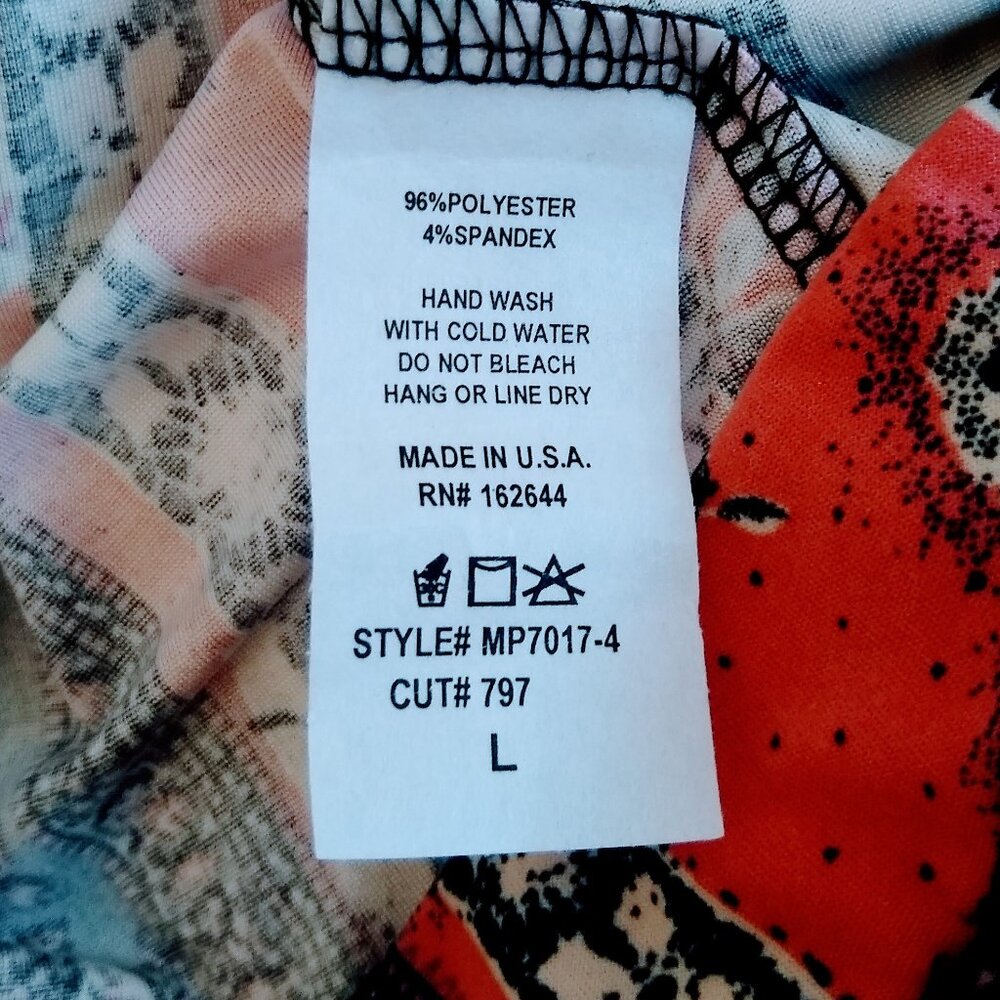 96%POLYESTER
4%SPANDEX
HAND WASH
WITH COLD WATER
DO NOT BLEACH
HANG OR LINE DRY
MADE IN U.S.A.
RN# 162644
STYLE# MP7017-4
CUT# 797
L